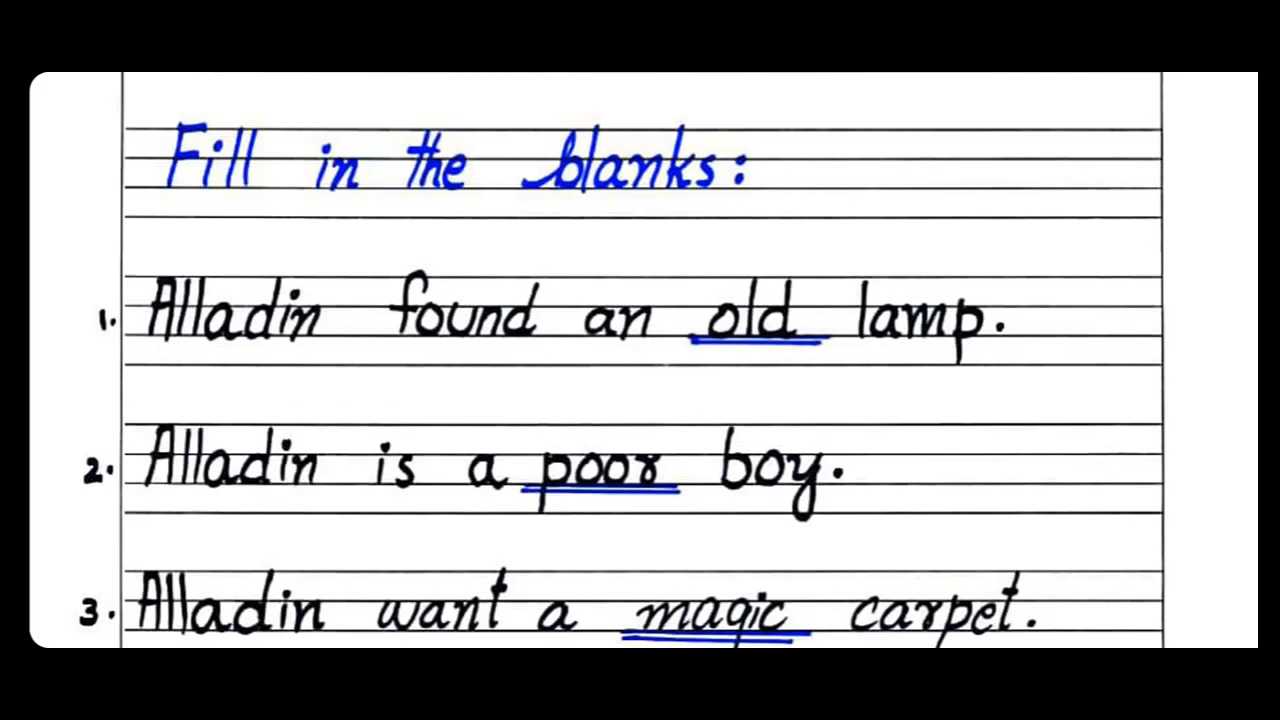 Fill in the blanks:
1. Alladin found an old lamp.
2. Alladin is a poor boy.
3. Alladin want a magic carpet.